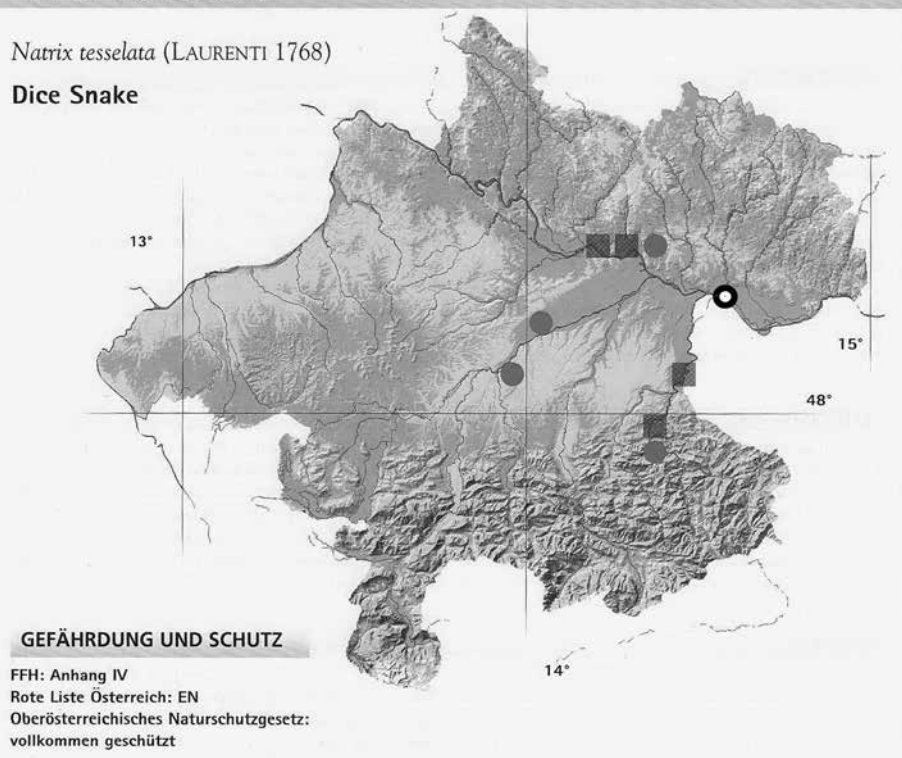 Natrix tesselata (LAURENTI 1768)
Dice Snake
13°
15°
48°
14°
GEFÄHRDUNG UND SCHUTZ
FFH: Anhang IV
Rote Liste Österreich: EN
Oberösterreichisches Naturschutzgesetz:
vollkommen geschützt